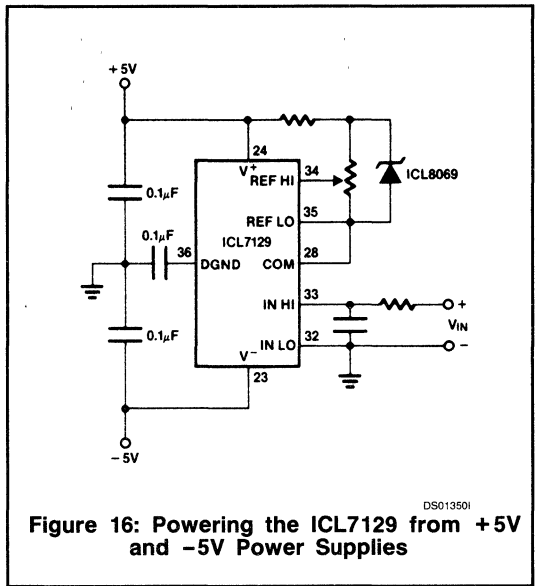 +5V
24
V+
REF HI
34
ICL8069
0.1μF
REF LO
35
0.1μF
36
ICL7129
DGND
COM
28
IN HI
33
+
VIN
0.1μF
IN LO
32
-
V-
23
-5V
DS01350I
Figure 16: Powering the ICL7129 from +5V
and -5V Power Supplies